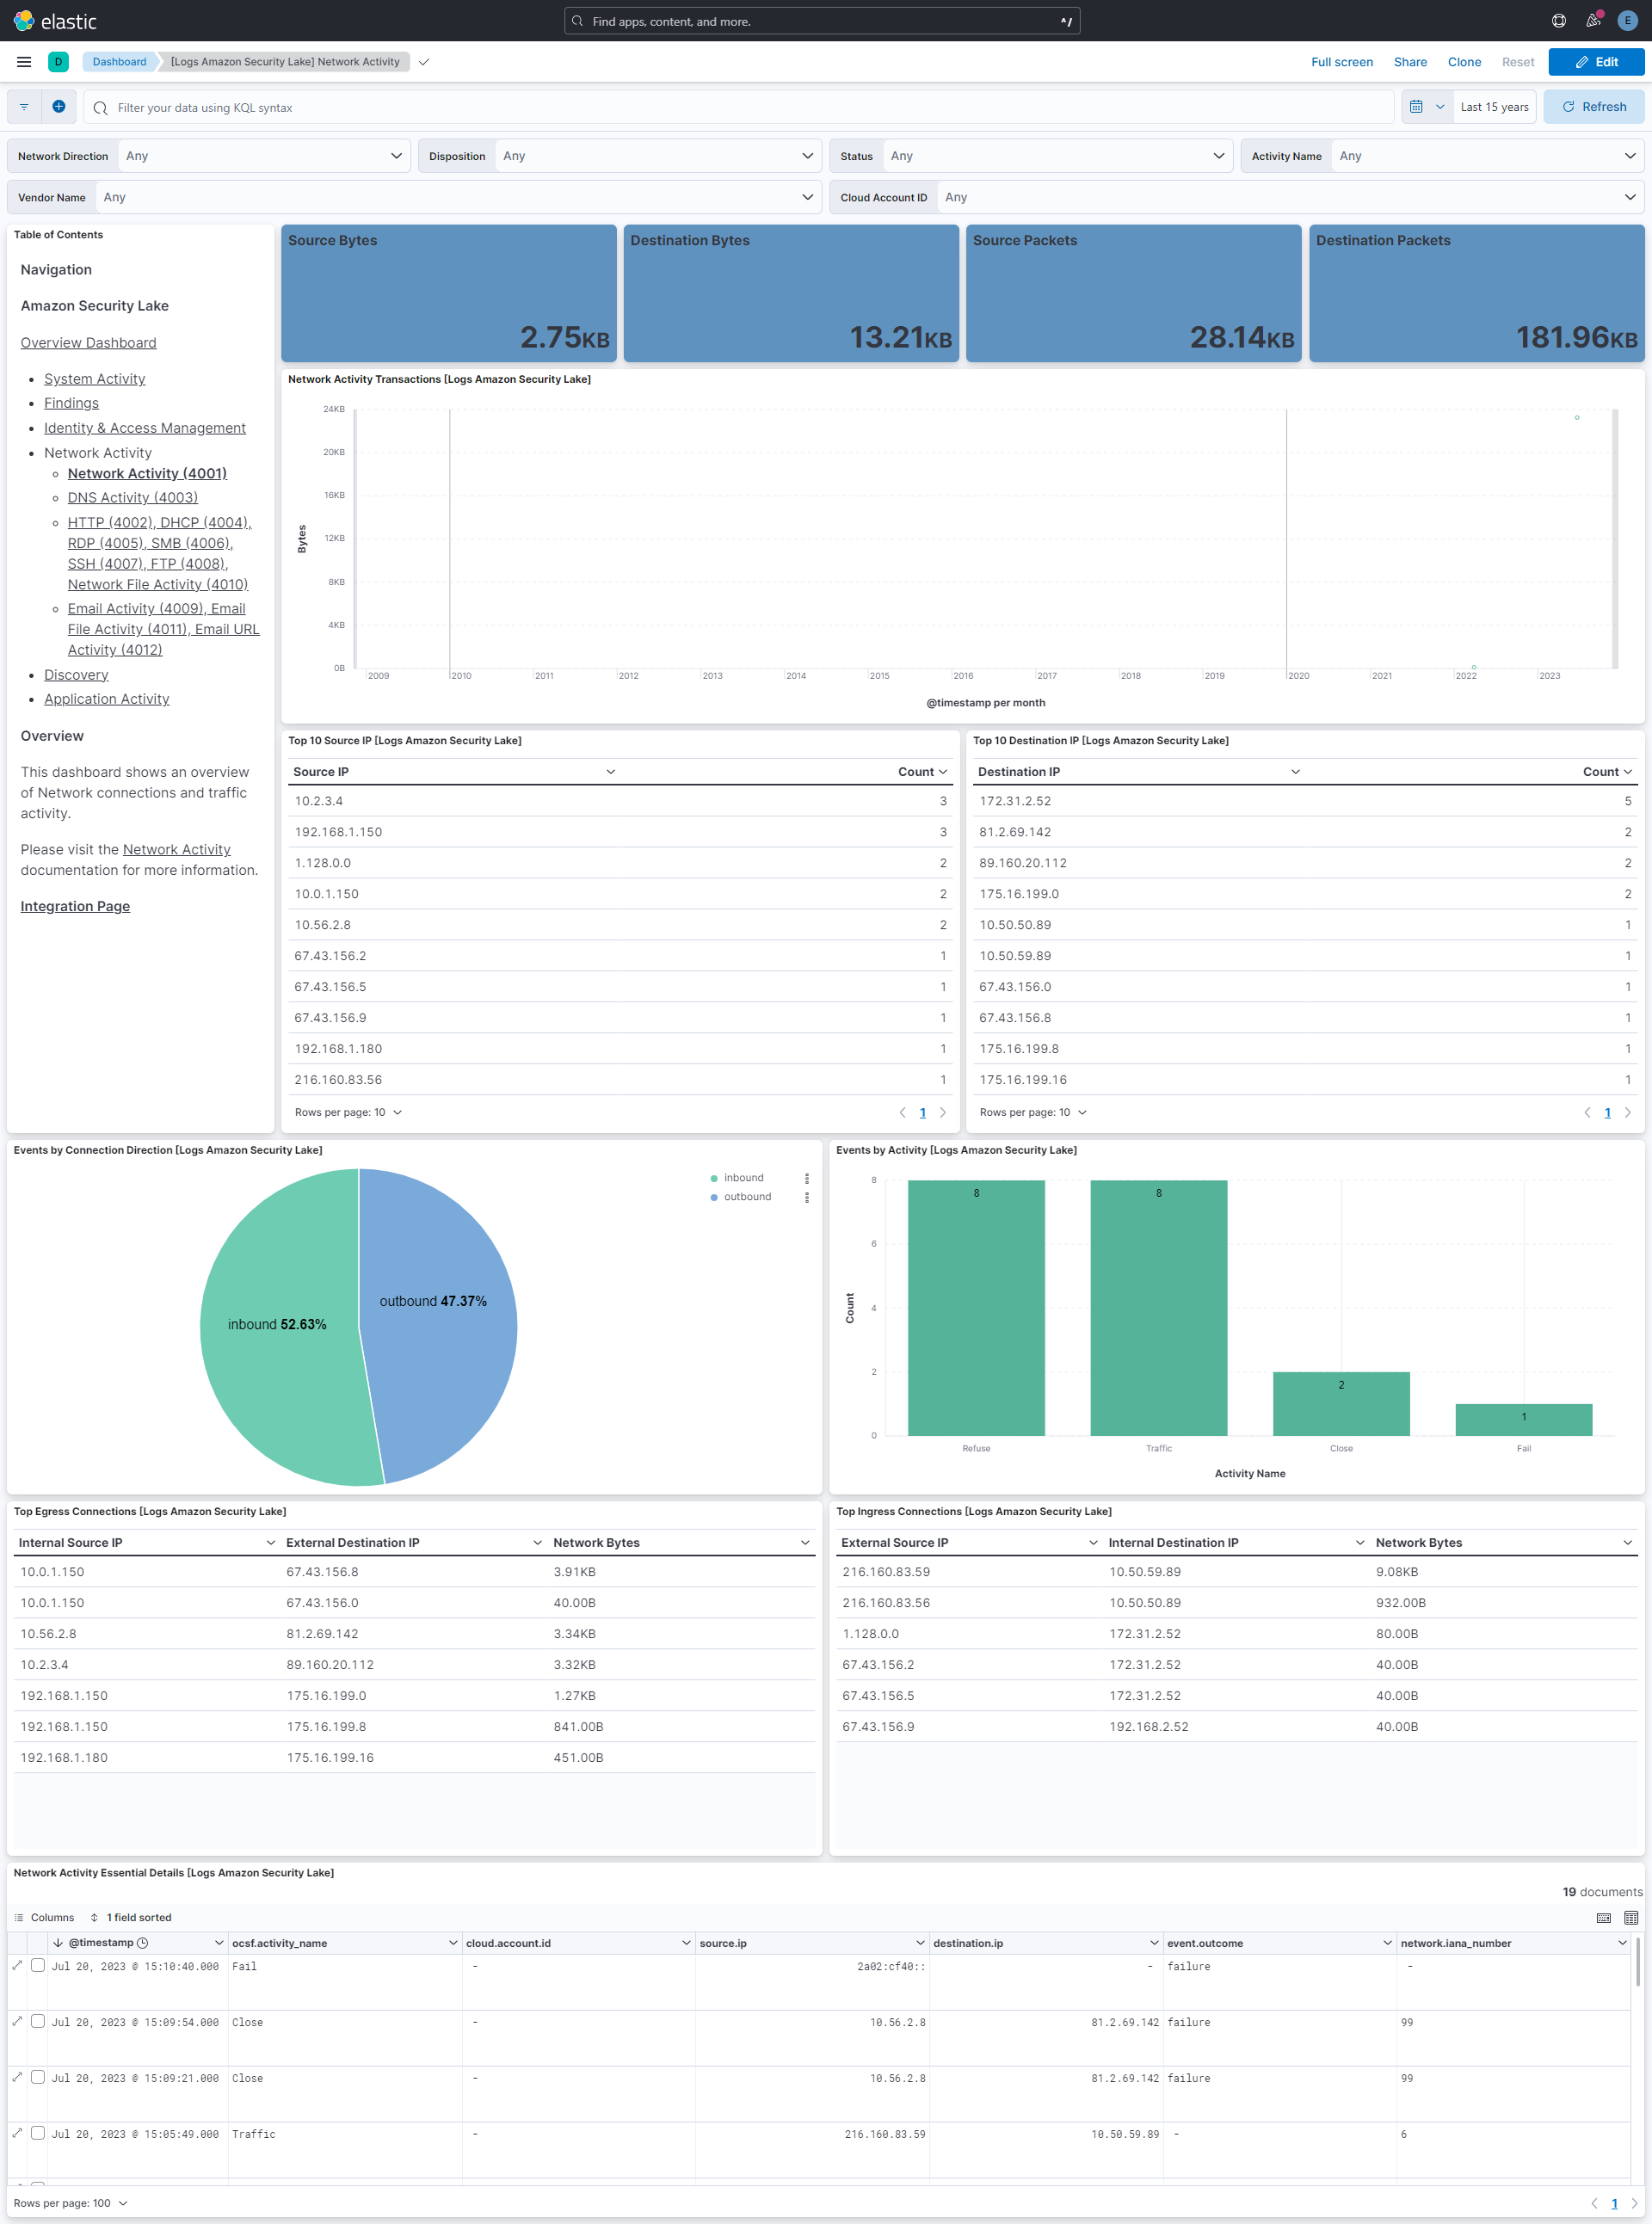 elastic
Find apps, content, and more.
^/
E
D
Dashboard
[Logs Amazon Security Lake] Network Activity
Full screen
Share
Clone
Reset
Edit
Filter your data using KQL syntax
Last 15 years
Refresh
Network Direction
Any
Disposition
Any
Status
Any
Activity Name
Any
Vendor Name
Any
Cloud Account ID
Any
Table of Contents
Navigation
Amazon Security Lake
Overview Dashboard
System Activity
Findings
Identity & Access Management
Network Activity
Network Activity (4001)
DNS Activity (4003)
HTTP (4002), DHCP (4004),
RDP (4005), SMB (4006),
SSH (4007), FTP (4008),
Network File Activity (4010)
Email Activity (4009), Email
File Activity (4011), Email URL
Activity (4012)
Discovery
Application Activity
Overview
This dashboard shows an overview
of Network connections and traffic
activity.
Please visit the Network Activity
documentation for more information.
Integration Page
Source Bytes
2.75KB
Destination Bytes
13.21KB
Source Packets
28.14KB
Destination Packets
181.96KB
Network Activity Transactions [Logs Amazon Security Lake]
24KB
20KB
16KB
12KB
8KB
4KB
0B
Bytes
2009 2010 2011 2012 2013 2014 2015 2016 2017 2018 2019 2020 2021 2022 2023
@timestamp per month
Top 10 Source IP [Logs Amazon Security Lake]
Source IP Count
10.2.3.4 3
192.168.1.150 3
1.128.0.0 2
10.0.1.150 2
10.56.2.8 2
67.43.156.2 1
67.43.156.5 1
67.43.156.9 1
192.168.1.180 1
216.160.83.56 1
Rows per page: 10
1
Top 10 Destination IP [Logs Amazon Security Lake]
Destination IP Count
172.31.2.52 5
81.2.69.142 2
89.160.20.112 2
175.16.199.0 2
10.50.50.89 1
10.50.59.89 1
67.43.156.0 1
67.43.156.8 1
175.16.199.8 1
175.16.199.16 1
Rows per page: 10
1
Events by Connection Direction [Logs Amazon Security Lake]
inbound
outbound
outbound 47.37%
inbound 52.63%
Events by Activity [Logs Amazon Security Lake]
8
6
4
2
0
Count
8
8
2
1
Refuse Traffic Close Fail
Activity Name
Top Egress Connections [Logs Amazon Security Lake]
Internal Source IP External Destination IP Network Bytes
10.0.1.150 67.43.156.8 3.91KB
10.0.1.150 67.43.156.0 40.00B
10.56.2.8 81.2.69.142 3.34KB
10.2.3.4 89.160.20.112 3.32KB
192.168.1.150 175.16.199.0 1.27KB
192.168.1.150 175.16.199.8 841.00B
192.168.1.180 175.16.199.16 451.00B
Top Ingress Connections [Logs Amazon Security Lake]
External Source IP Internal Destination IP Network Bytes
216.160.83.59 10.50.59.89 9.08KB
216.160.83.56 10.50.50.89 932.00B
1.128.0.0 172.31.2.52 80.00B
67.43.156.2 172.31.2.52 40.00B
67.43.156.5 172.31.2.52 40.00B
67.43.156.9 192.168.2.52 40.00B
Network Activity Essential Details [Logs Amazon Security Lake]
19 documents
Columns
1 field sorted
@timestamp ocsf.activity_name cloud.account.id source.ip destination.ip event.outcome network.iana_number
Jul 20, 2023 @ 15:10:40.000 Fail - 2a02:cf40:: - failure -
Jul 20, 2023 @ 15:09:54.000 Close - 10.56.2.8 81.2.69.142 failure 99
Jul 20, 2023 @ 15:09:21.000 Close - 10.56.2.8 81.2.69.142 failure 99
Jul 20, 2023 @ 15:05:49.000 Traffic - 216.160.83.59 10.50.59.89 - 6
Rows per page: 100
1